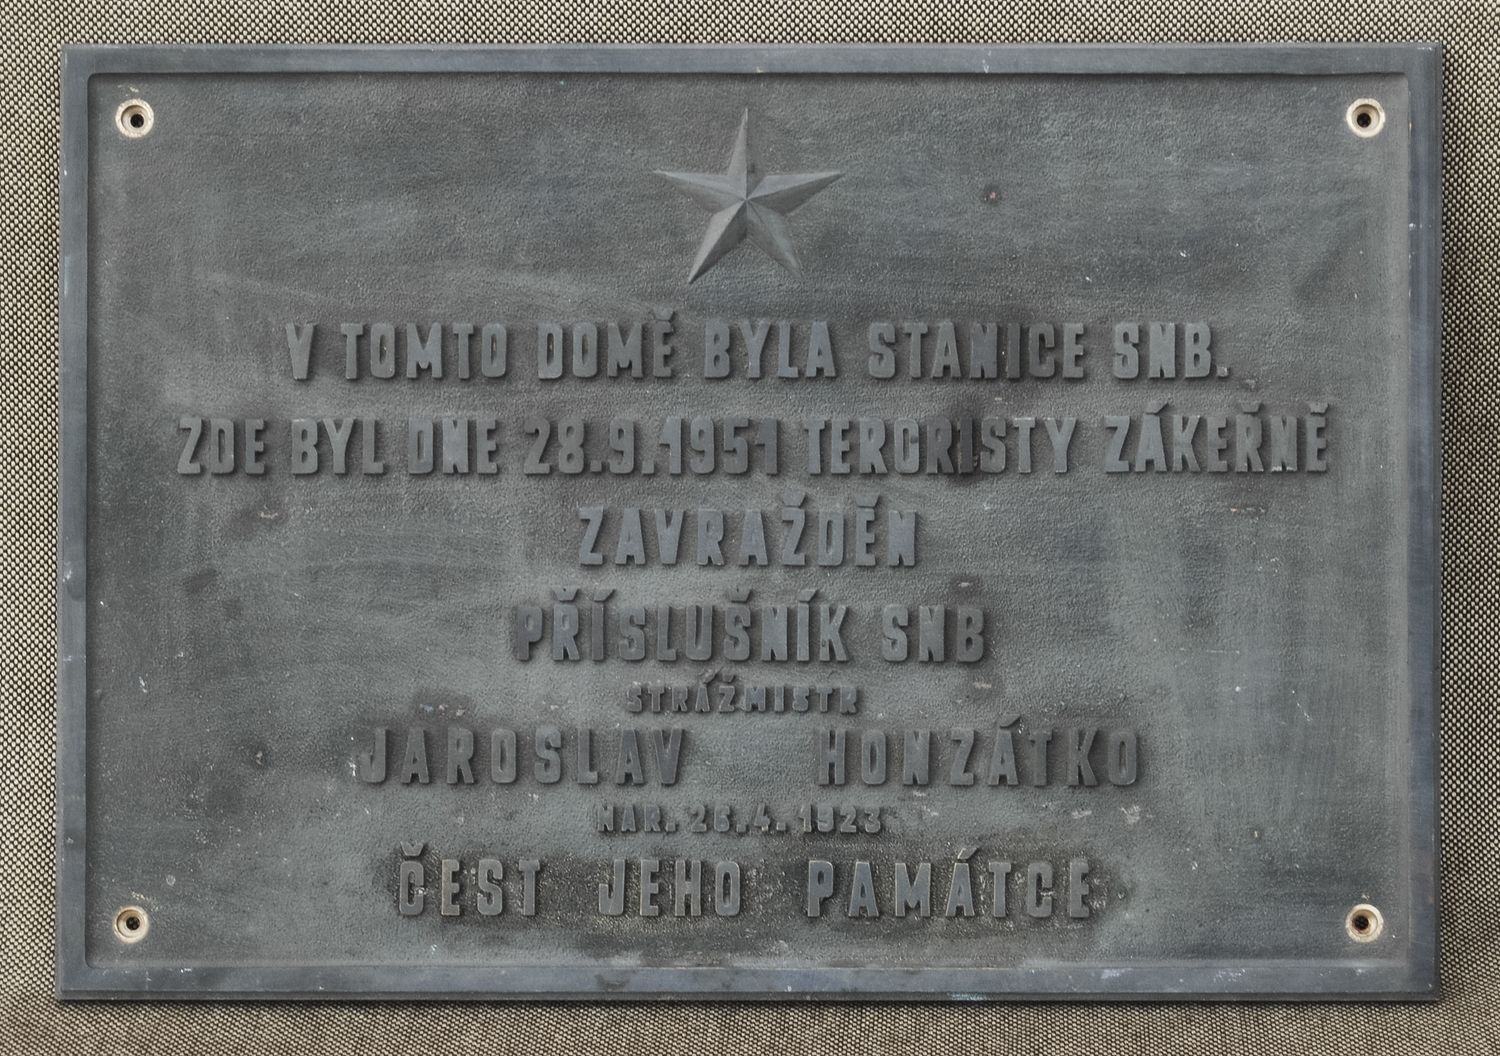 V TOMTO DOMĚ BYLA STANICE SNB.
ZDE BYL DNE 28.9.1951 TERORISTY ZÁKEŘNĚ
ZAVRAŽDĚN
PŘÍSLUŠNÍK SNB
STRÁŽMISTR
JAROSLAV HONZÁTKO
NAR. 26.4.1923
ČEST JEHO PAMÁTCE